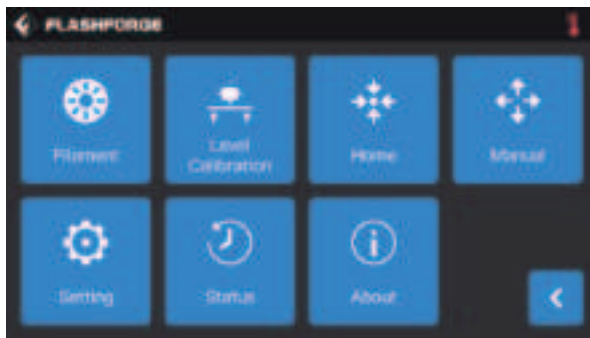 FLASHFORGE
Filament
Level
Calibration
Home
Manual
Setting
Status
About